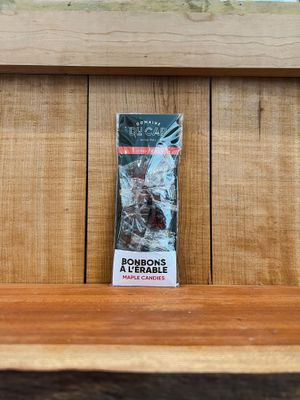 DOMAINE
DU CAP
BONBONS
À L'ÉRABLE
MAPLE CANDIES